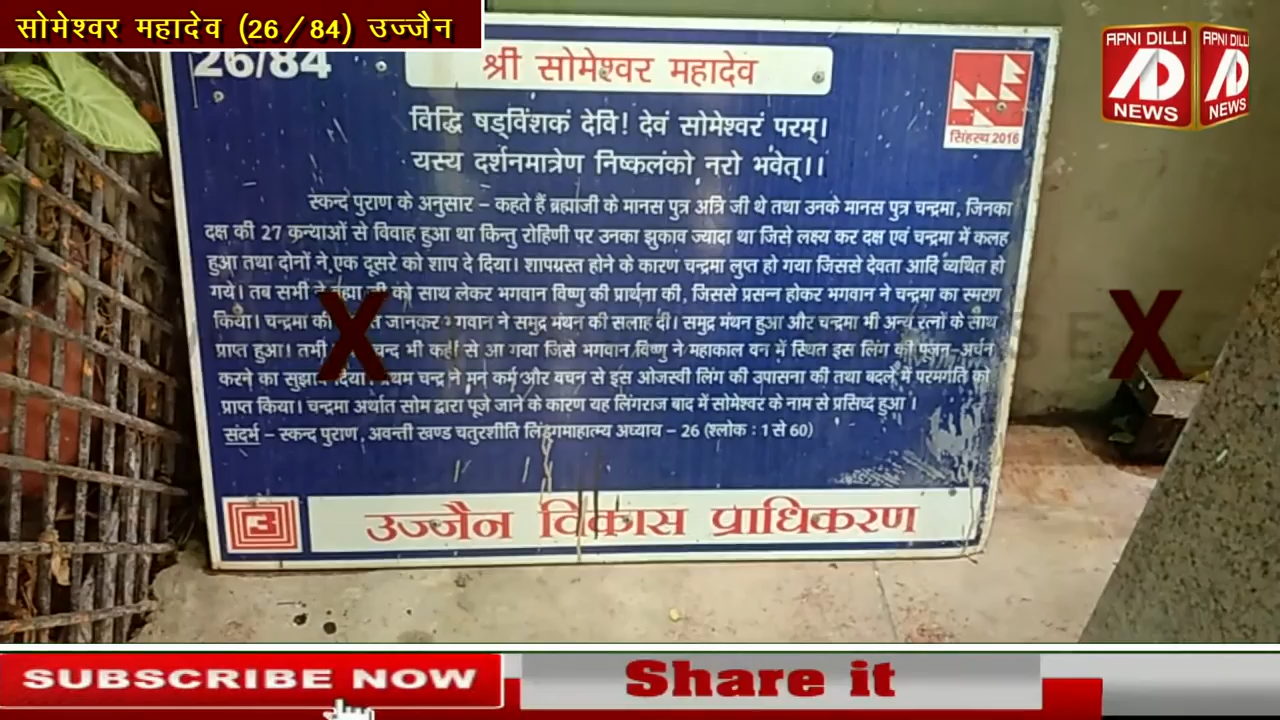 सोमेश्वर महादेव (26/84) उज्जैन
26/84
श्री सोमेश्वर महादेव
सिंहस्थ 2016
APNI DILLI
NEWS
APNI DILLI
NEWS
विद्धि षड्विंशकं देवि! देवं सोमेश्वरं परम्।
यस्य दर्शनमात्रेण निष्कलंको नरो भवेत्।।
स्कन्द पुराण के अनुसार – कहते हैं ब्रह्माजी के मानस पुत्र अत्रि जी थे तथा उनके मानस पुत्र चन्द्रमा, जिनका
दक्ष की 27 कन्याओं से विवाह हुआ था किन्तु रोहिणी पर उनका झुकाव ज्यादा था जिसे लक्ष्य कर दक्ष एवं चन्द्रमा में कलह
हुआ तथा दोनों ने एक दूसरे को शाप दे दिया। शापग्रस्त होने के कारण चन्द्रमा लुप्त हो गया जिससे देवता आदि व्यथित हो
गये। तब सभी ने को साथ लेकर भगवान विष्णु की प्रार्थना की, जिससे प्रसन्न होकर भगवान ने चन्द्रमा का स्मरण
किया। चन्द्रमा की जानकर भगवान ने समुद्र मंथन की सलाह दी। समुद्र मंथन हुआ और चन्द्रमा भी अन्य रत्नों के साथ
प्राप्त हुआ। तभी चन्द भी कहीं से आ गया जिसे भगवान विष्णु ने महाकाल वन में स्थित इस लिंग की पूजन-अर्चन
करने का सुझाव दिया। प्रथम चन्द्र ने मन कर्म और बचन से इस ओजस्वी लिंग की उपासना की तथा बदले में परमगति को
प्राप्त किया। चन्द्रमा अर्थात सोम द्वारा पूजे जाने के कारण यह लिंगराज बाद में सोमेश्वर के नाम से प्रसिध्द हुआ।
संदर्भ – स्कन्द पुराण, अवन्ती खण्ड चतुरशीति लिंड्गमाहात्म्य अध्याय – 26 (श्लोक : 1 से 60)
उज्जैन विकास प्राधिकरण
SUBSCRIBE NOW
Share it